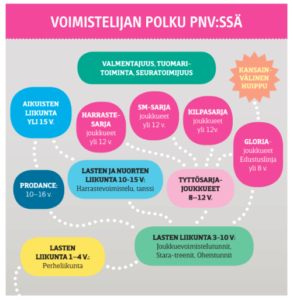 VOIMISTELIJAN POLKU PNV:SSÄ
VALMENTAJUUS, TUOMARI-
TOIMINTA, SEURATOIMIJUUS
KANSAIN-
VÄLINEN
HUIPPU
AIKUISTEN
LIIKUNTA
YLI 15 V.
HARRASTE-
SARJA
joukkueet
yli 12 v.
SM-SARJA
joukkueet
yli 12 v.
KILPASARJA
joukkueet
yli 12v.
GLORIA-
Joukkueet
Edustuslinja
yli 8 v.
PRODANCE:
10–16 v.
LASTEN JA NUORTEN
LIIKUNTA 10-15 V.
Harrastevoimistelu, tanssi
TYTTÖSARJA-
JOUKKUEET
8–12 V.
LASTEN
LIIKUNTA 1–4 V.:
Perheliikunta
LASTEN LIIKUNTA 3-10 V:
Joukkuevoimistelutunnit,
Stara-treenit, Oheistunnit